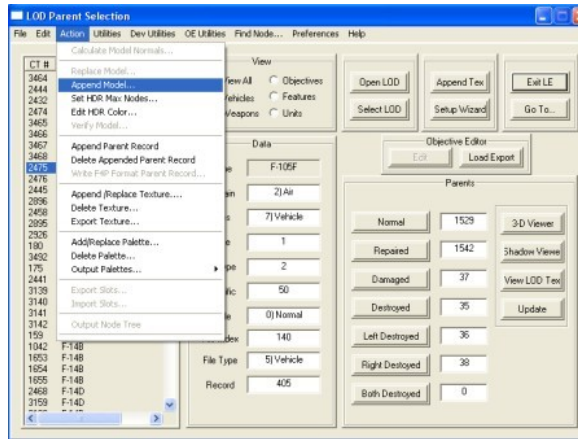 LOD Parent Selection
File Edit Action Utilities Dev Utilities OE Utilities Find Node... Preferences Help
CT #
3464
2444
2432
2474
3465
3466
3467
3468
2475
2476
2445
2896
2458
2895
2926
180
3492
175
2441
3139
3140
3141
3142
159
1042 F-14B
1653 F-14B
1654 F-14B
1655 F-14B
2468 F-14D
3159 F-14D
Calculate Model Normals...
Replace Model...
Append Model...
Set HDR Max Nodes...
Edit HDR Color...
Verify Model...
Append Parent Record
Delete Appended Parent Record
Write F4P Format Parent Record...
Append /Replace Texture....
Delete Texture...
Export Texture...
Add/Replace Palette...
Delete Palette...
Output Palettes...
Export Slots...
Import Slots...
Output Node Tree
View
View All Objectives
Vehicles Features
Weapons Units
Data
F-105F
2) Air
7) Vehicle
1
2
50
0) Normal
140
File Type 5) Vehicle
Record 405
Open LOD Append Tex Exit LE
Select LOD Setup Wizard Go To...
Objective Editor
Edit Load Export
Parents
Normal 1529 3-D Viewer
Repaired 1542 Shadow Viewe
Damaged 37 View LOD Tex
Destroyed 35 Update
Left Destroyed 36
Right Destoyed 38
Both Destroyed 0